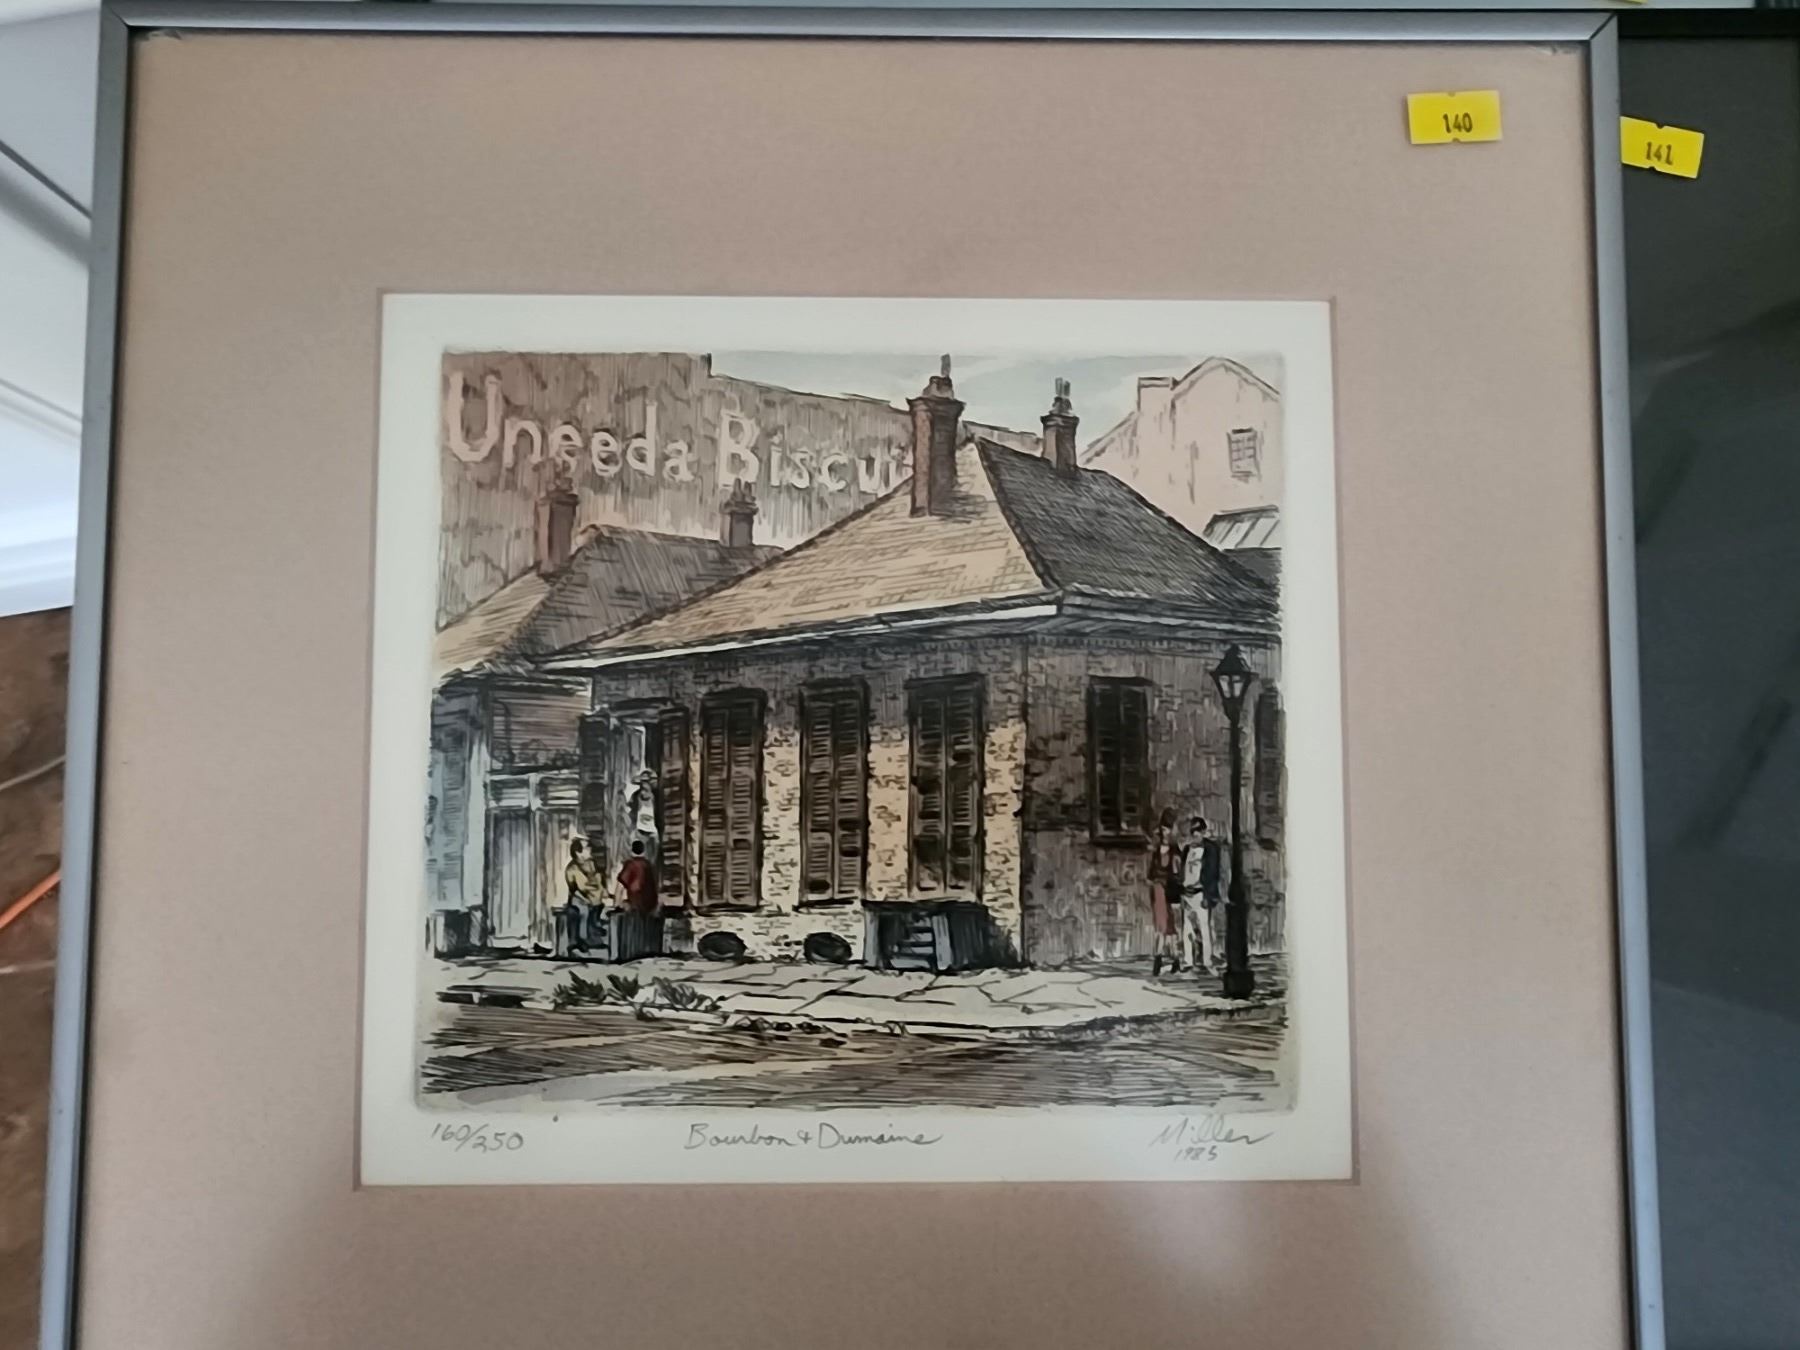 140
141
Uneeda Biscui
160/250 Bourbon & Dumaine Miller
1985